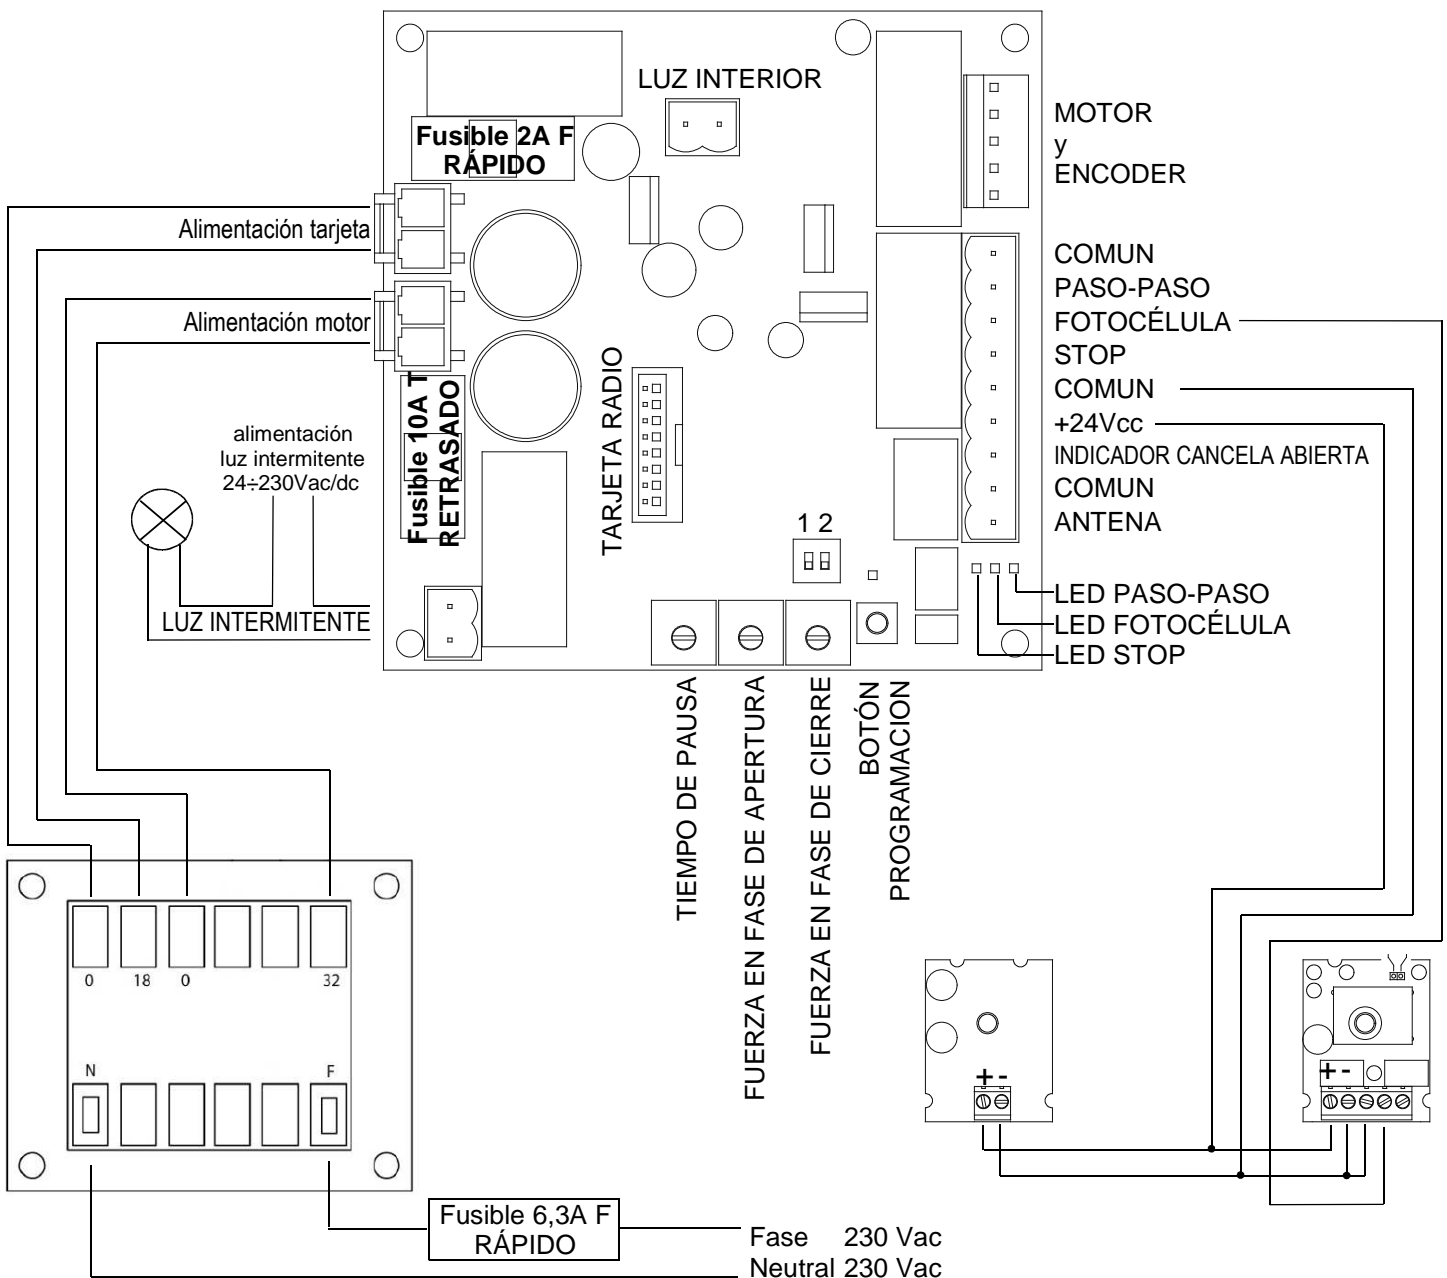 LUZ INTERIOR
Fusible 2A F
RÁPIDO
MOTOR
y
ENCODER
Alimentación tarjeta
Alimentación motor
COMUN
PASO-PASO
FOTOCÉLULA
STOP
COMUN
+24Vcc
INDICADOR CANCELA ABIERTA
COMUN
ANTENA
Fusible 10A T
RETRASADO
TARJETA RADIO
alimentación
luz intermitente
24÷230Vac/dc
1 2
LUZ INTERMITENTE
LED PASO-PASO
LED FOTOCÉLULA
LED STOP
TIEMPO DE PAUSA
FUERZA EN FASE DE APERTURA
FUERZA EN FASE DE CIERRE
BOTÓN
PROGRAMACION
0 18 0 32
N F
+ -
+ -
Fusible 6,3A F
RÁPIDO
Fase 230 Vac
Neutral 230 Vac